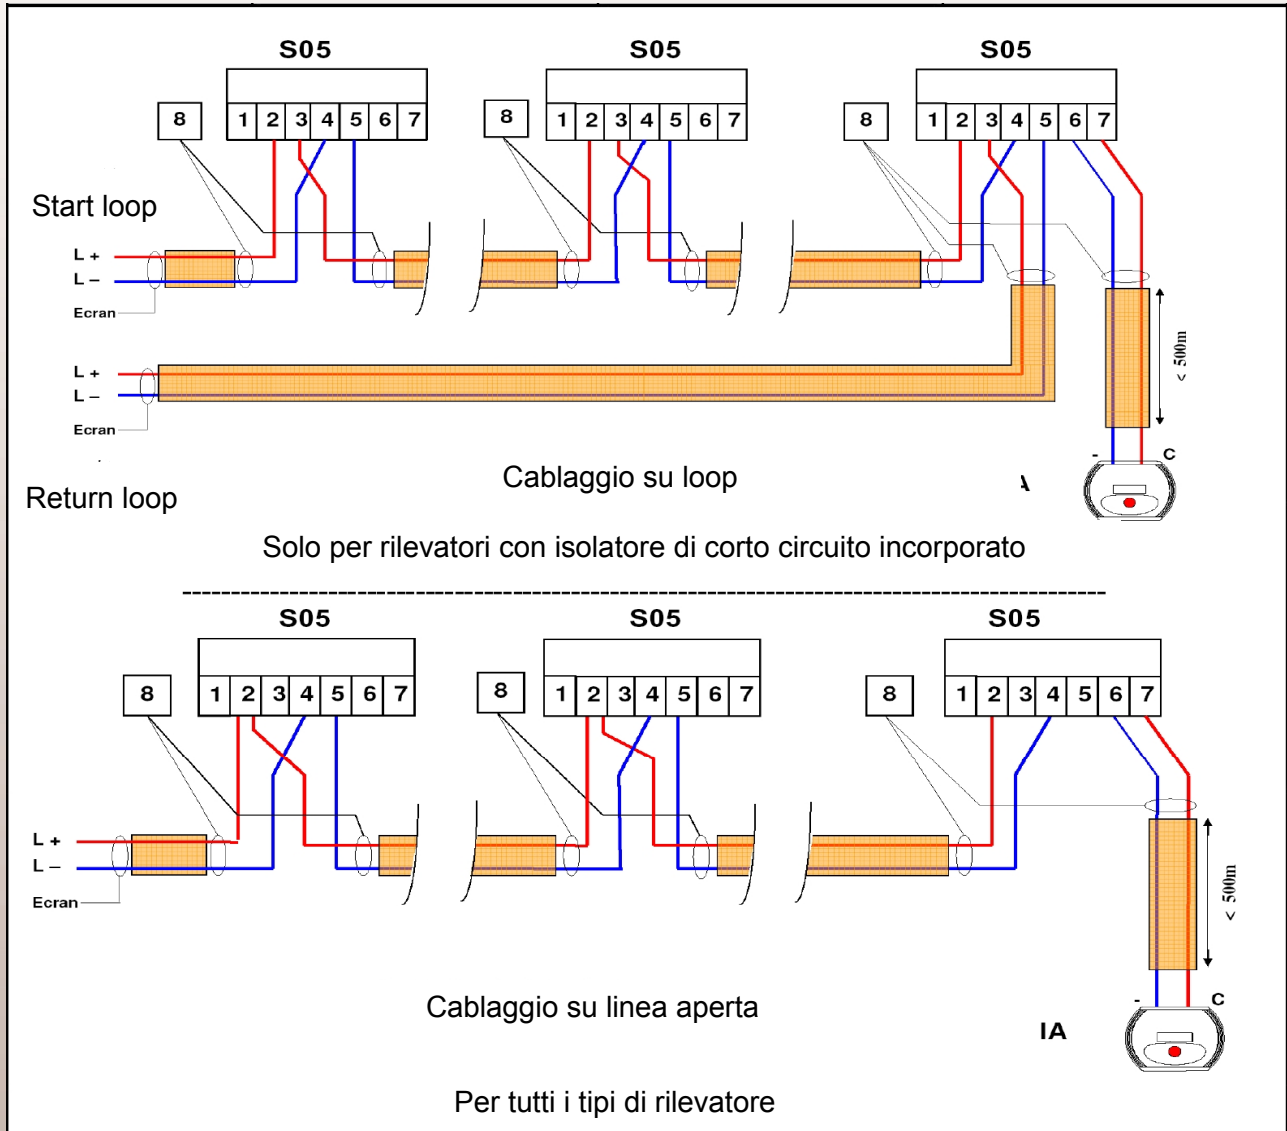 S05 S05 S05
8 1 2 3 4 5 6 7 8 1 2 3 4 5 6 7 8 1 2 3 4 5 6 7
Start loop
L +
L –
Ecran
L +
L –
Ecran
< 500m
- C
Return loop
Cablaggio su loop
A
Solo per rilevatori con isolatore di corto circuito incorporato
S05 S05 S05
8 1 2 3 4 5 6 7 8 1 2 3 4 5 6 7 8 1 2 3 4 5 6 7
L +
L –
Ecran
< 500m
- C
Cablaggio su linea aperta
IA
Per tutti i tipi di rilevatore